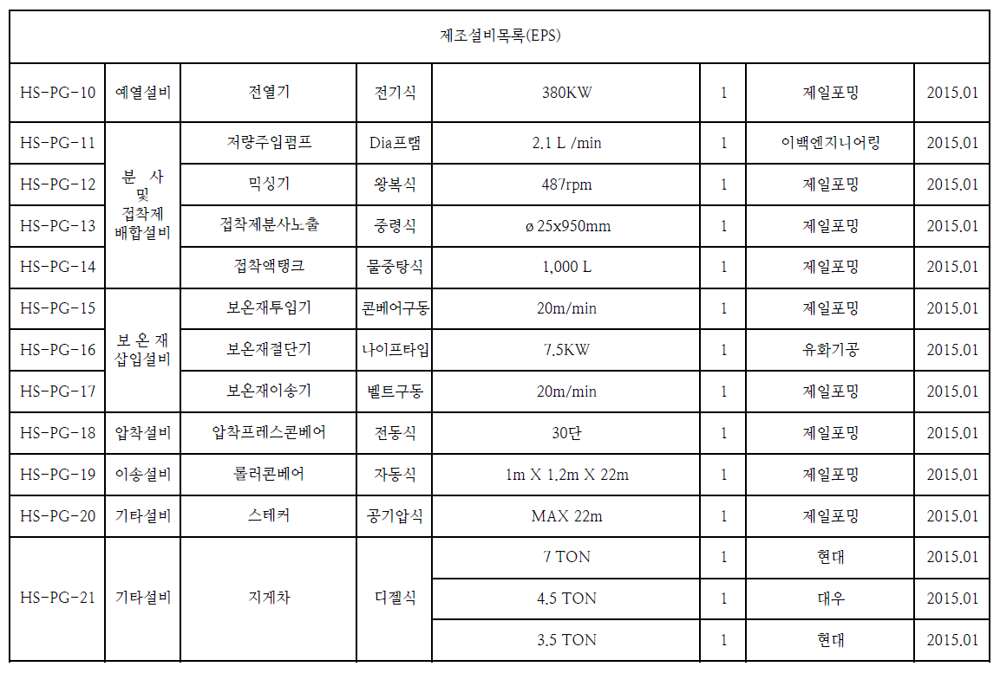 제조설비목록(EPS)
HS-PG-10 예열설비 전열기 전기식 380KW 1 제일포밍 2015.01
HS-PG-11 저량주입펌프 Dia프램 2.1 L /min 1 이백엔지니어링 2015.01
분 사
및
접착제
배합설비
HS-PG-12 믹싱기 왕복식 487rpm 1 제일포밍 2015.01
HS-PG-13 접착제분사노출 중령식 ø25x950mm 1 제일포밍 2015.01
HS-PG-14 접착액탱크 물중탕식 1,000 L 1 제일포밍 2015.01
HS-PG-15 보온재투입기 콘베어구동 20m/min 1 제일포밍 2015.01
보 온 재
삽입설비
HS-PG-16 보온재절단기 나이프타입 7.5KW 1 유화기공 2015.01
HS-PG-17 보온재이송기 벨트구동 20m/min 1 제일포밍 2015.01
HS-PG-18 압착설비 압착프레스콘베어 전동식 30단 1 제일포밍 2015.01
HS-PG-19 이송설비 롤러콘베어 자동식 1m X 1.2m X 22m 1 제일포밍 2015.01
HS-PG-20 기타설비 스테커 공기압식 MAX 22m 1 제일포밍 2015.01
HS-PG-21 기타설비 지게차 디젤식 7 TON 1 현대 2015.01
4.5 TON 1 대우 2015.01
3.5 TON 1 현대 2015.01